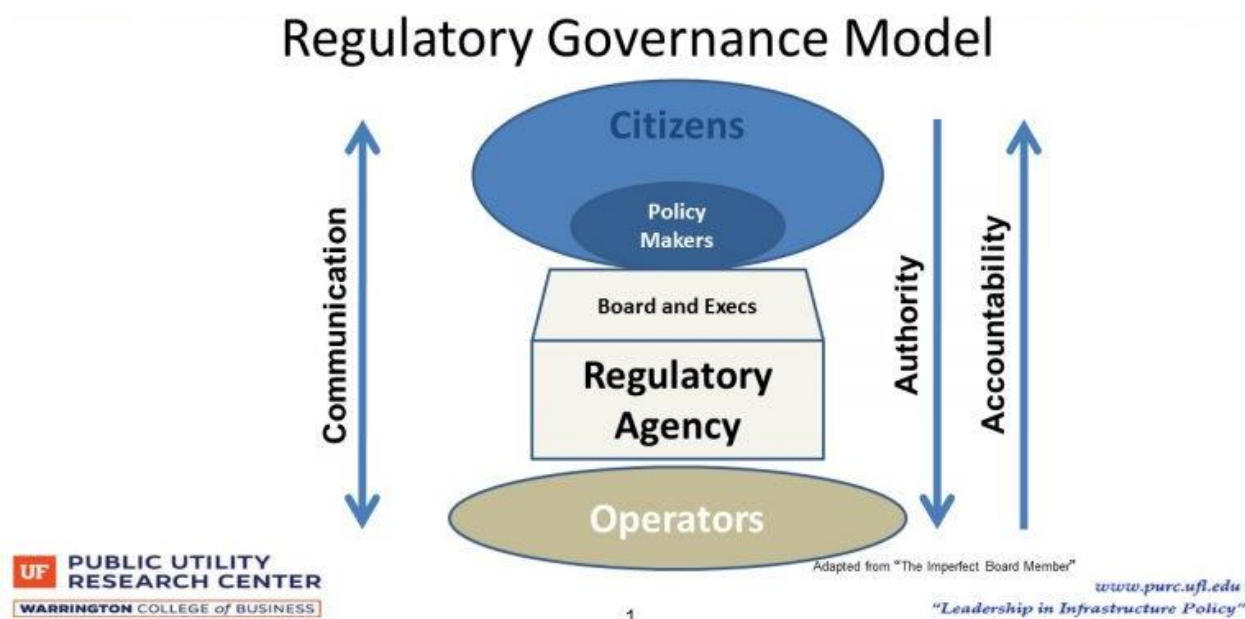 Regulatory Governance Model
Citizens
Policy
Makers
Board and Execs
Regulatory
Agency
Operators
Communication
Authority
Accountability
Adapted from "The Imperfect Board Member"
UF
PUBLIC UTILITY
RESEARCH CENTER
WARRINGTON COLLEGE of BUSINESS
1
www.purc.ufl.edu
"Leadership in Infrastructure Policy"